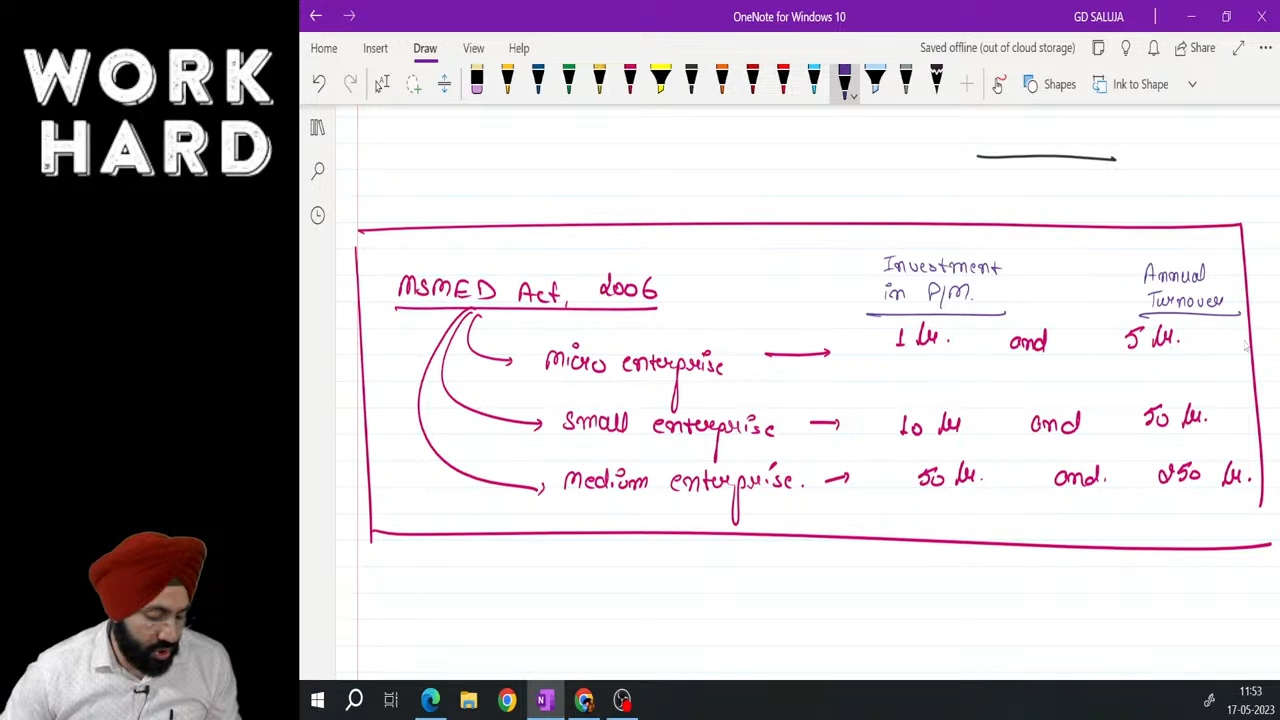 WORK
HARD
OneNote for Windows 10
GD SALUJA
Home Insert Draw View Help
Saved offline (out of cloud storage)
Share
Shapes
Ink to Shape
MSMED Act, 2006
Investment
in P/M.
Annual
Turnover
Micro enterprise → 1 cr. and 5 cr.
Small enterprise → 10 cr and 50 cr.
Medium enterprise. → 50 cr. and. 250 cr.
11:53
17-05-2023